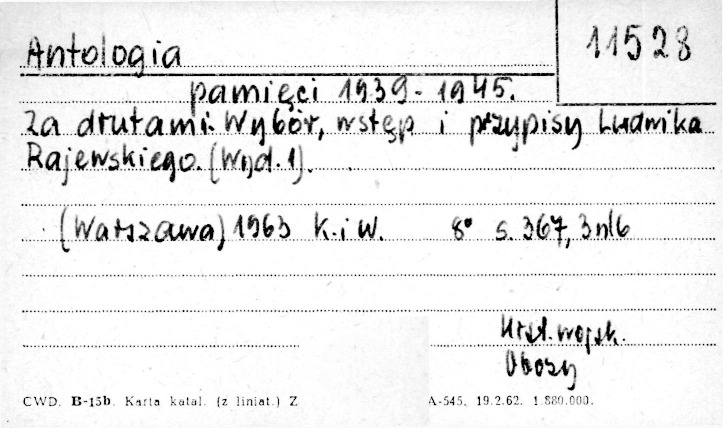 Antologia
11528
pamięci 1939-1945.
Za drutami. Wybór, wstęp i przypisy Ludwika
Rajewskiego. (Wyd. 1).
(Warszawa) 1963 K.i W. 8° s. 367, 3 nlb
Hist. wojsk.
Obozy
CWD. B-15b. Karta katal. (z liniat.) Z
A-545. 19.2.62. 1.880.000.